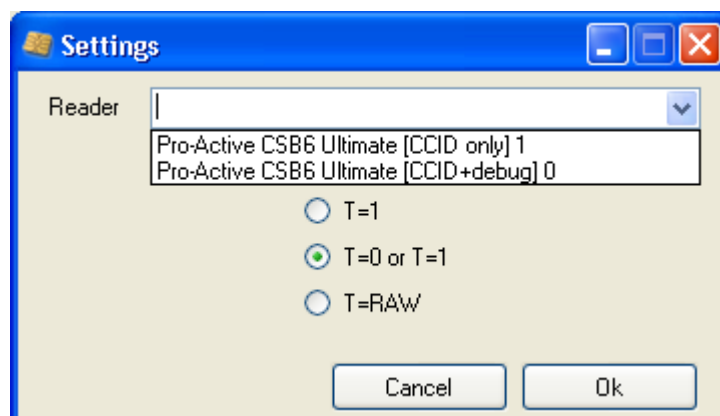 Settings
Reader
Pro-Active CSB6 Ultimate [CCID only] 1
Pro-Active CSB6 Ultimate [CCID+debug] 0
T=1
T=0 or T=1
T=RAW
Cancel Ok